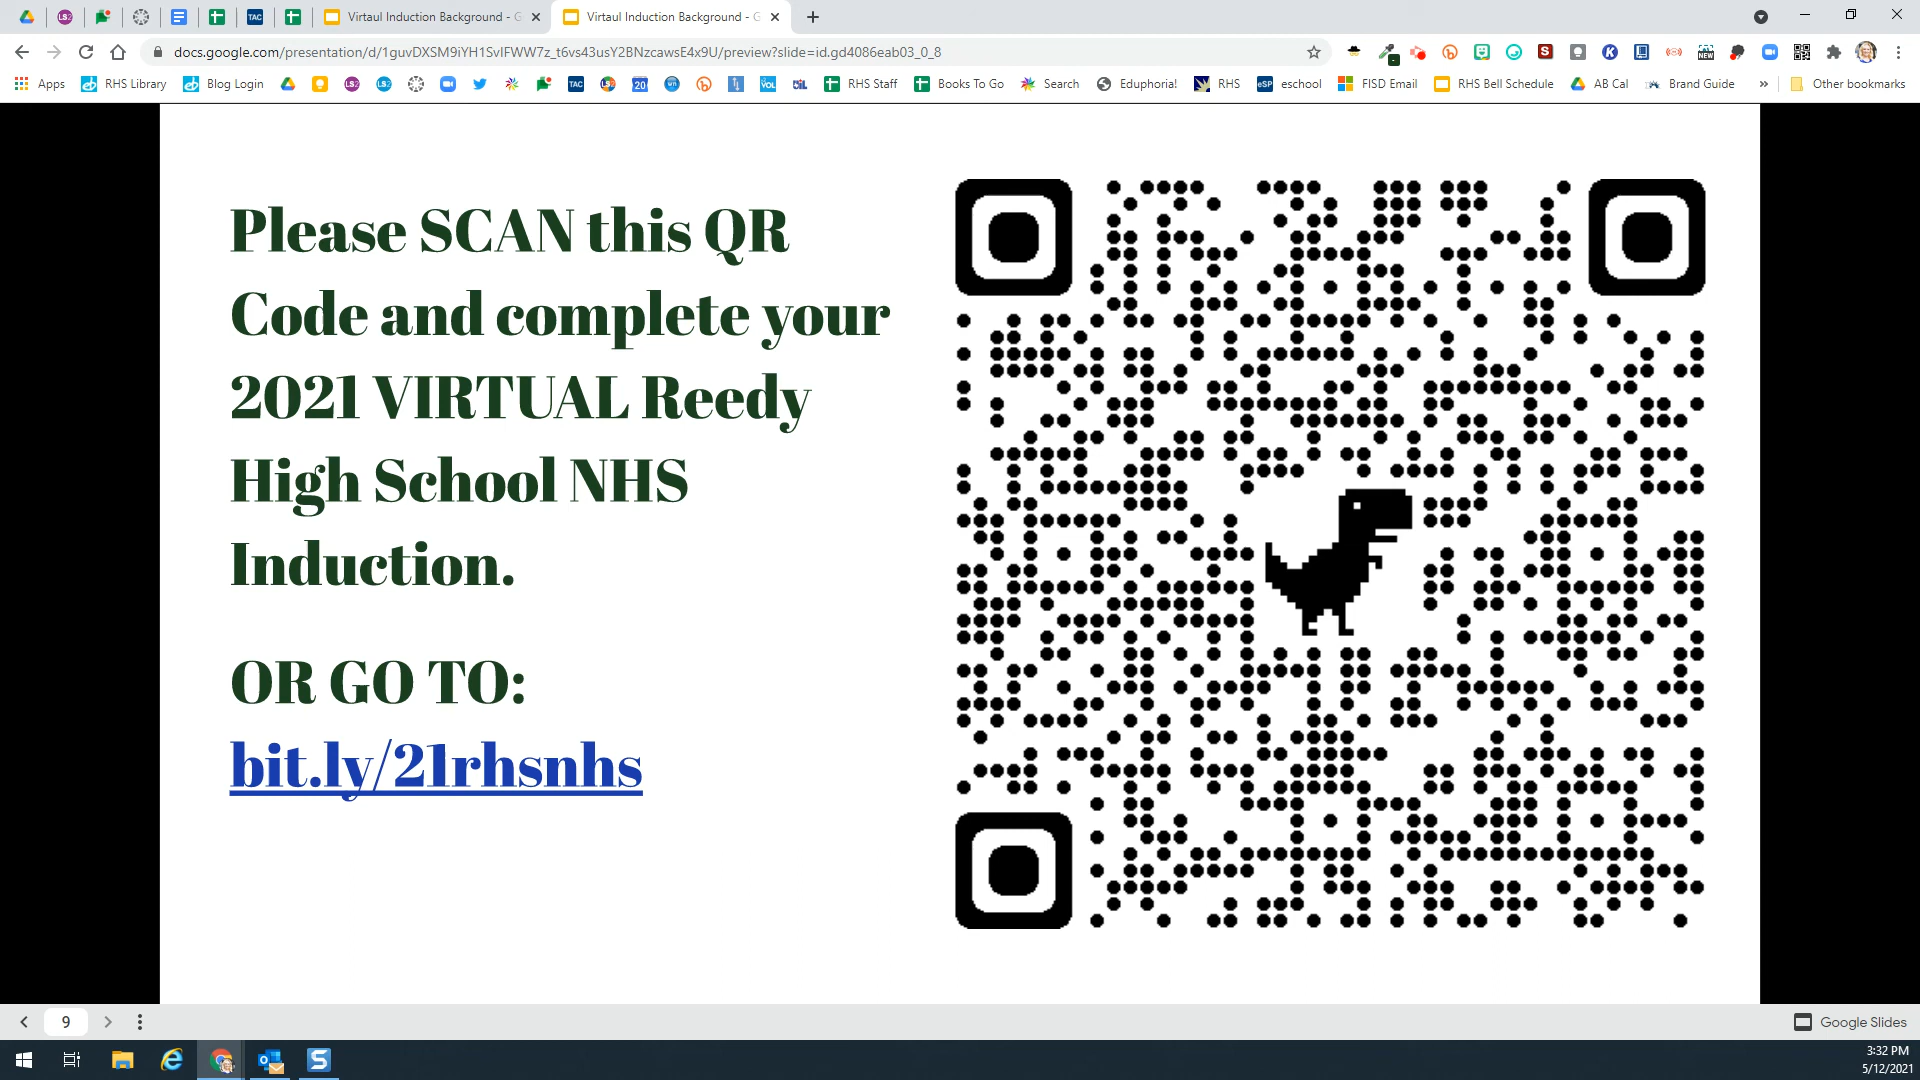 Virtaul Induction Background - G
Virtaul Induction Background - G
docs.google.com/presentation/d/1guvDXSM9iYH1SvIFWW7z_t6vs43usY2BNzcawsE4x9U/preview?slide=id.gd4086eab03_0_8
Apps RHS Library Blog Login RHS Staff Books To Go Search Eduphoria! RHS eschool FISD Email RHS Bell Schedule AB Cal Brand Guide » Other bookmarks
Please SCAN this QR
Code and complete your
2021 VIRTUAL Reedy
High School NHS
Induction.
OR GO TO:
bit.ly/21rhsnhs
9
Google Slides
3:32 PM
5/12/2021